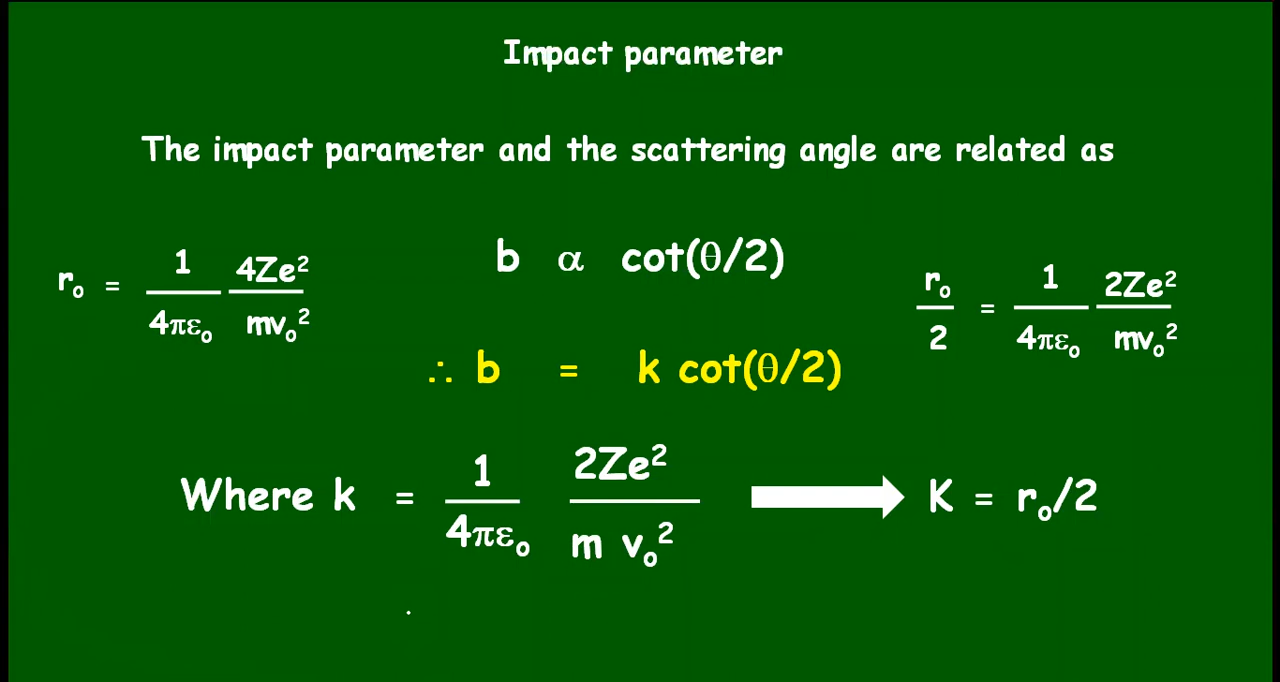 Impact parameter
The impact parameter and the scattering angle are related as
b α cot(θ/2)
r₀ = 1/4πε₀ 4Ze²/mv₀²
r₀/2 = 1/4πε₀ 2Ze²/mv₀²
∴ b = k cot(θ/2)
Where k = 1/4πε₀ 2Ze²/m v₀² → K = r₀/2